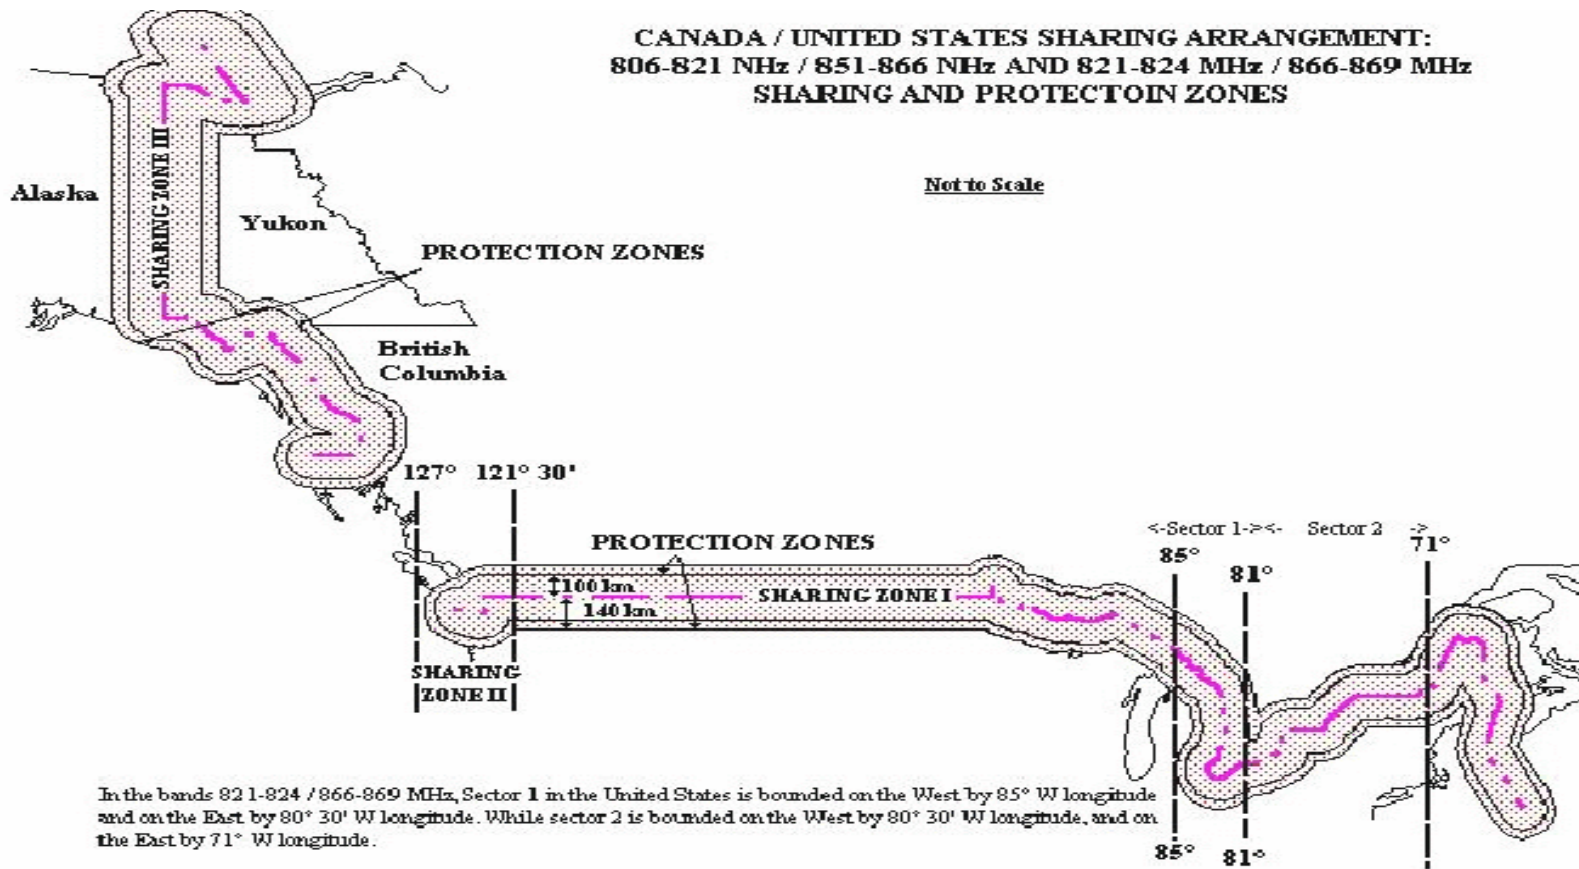 CANADA / UNITED STATES SHARING ARRANGEMENT:
806-821 NHz / 851-866 NHz AND 821-824 MHz / 866-869 MHz
SHARING AND PROTECTOIN ZONES
Not to Scale
Alaska
SHARING ZONE III
Yukon
PROTECTION ZONES
British
Columbia
127° 121° 30'
<-Sector 1-><- Sector 2 ->
PROTECTION ZONES
85°
81°
71°
100 km
SHARING ZONE I
140 km
SHARING
ZONE II
In the bands 821-824 / 866-869 MHz, Sector 1 in the United States is bounded on the West by 85° W longitude
and on the East by 80° 30' W longitude. While sector 2 is bounded on the West by 80° 30' W longitude, and on
the East by 71° W longitude.
85°
81°